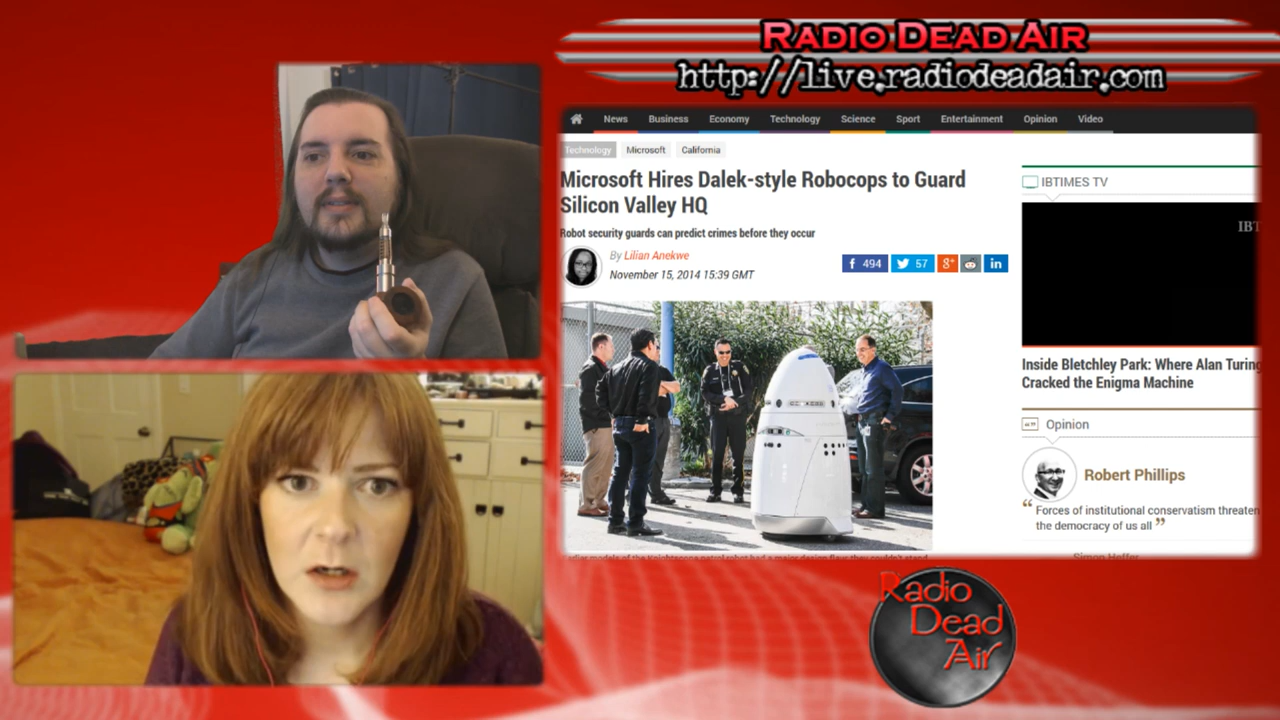 RADIO DEAD AIR
http://live.radiodeadair.com
News Business Economy Technology Science Sport Entertainment Opinion Video
Technology Microsoft California
Microsoft Hires Dalek-style Robocops to Guard
Silicon Valley HQ
Robot security guards can predict crimes before they occur
By Lilian Anekwe
November 15, 2014 15:39 GMT
f 494
57
g+
in
IBTIMES TV
IBT
Inside Bletchley Park: Where Alan Turing
Cracked the Enigma Machine
Opinion
Robert Phillips
“ Forces of institutional conservatism threaten
the democracy of us all ”
Simon Heffer
Radio
Dead
Air